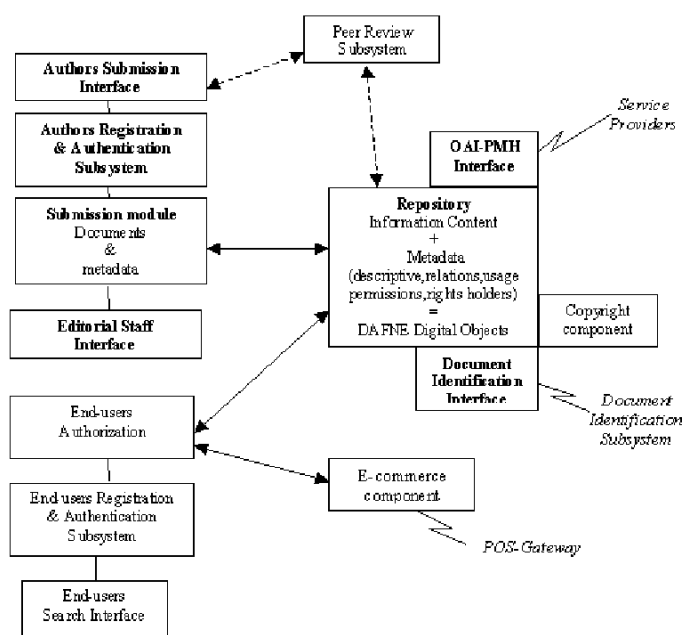 Peer Review
Subsystem
Authors Submission
Interface
Service
Providers
Authors Registration
& Authentication
Subsystem
OAI-PMH
Interface
Submission module
Documents
&
metadata
Repository
Information Content
+
Metadata
(descriptive,relations,usage
permissions,rights holders)
=
DAFNE Digital Objects
Copyright
component
Editorial Staff
Interface
Document
Identification
Interface
Document
Identification
Subsystem
End-users
Authorization
E-commerce
component
End-users Registration
& Authentication
Subsystem
POS-Gateway
End-users
Search Interface